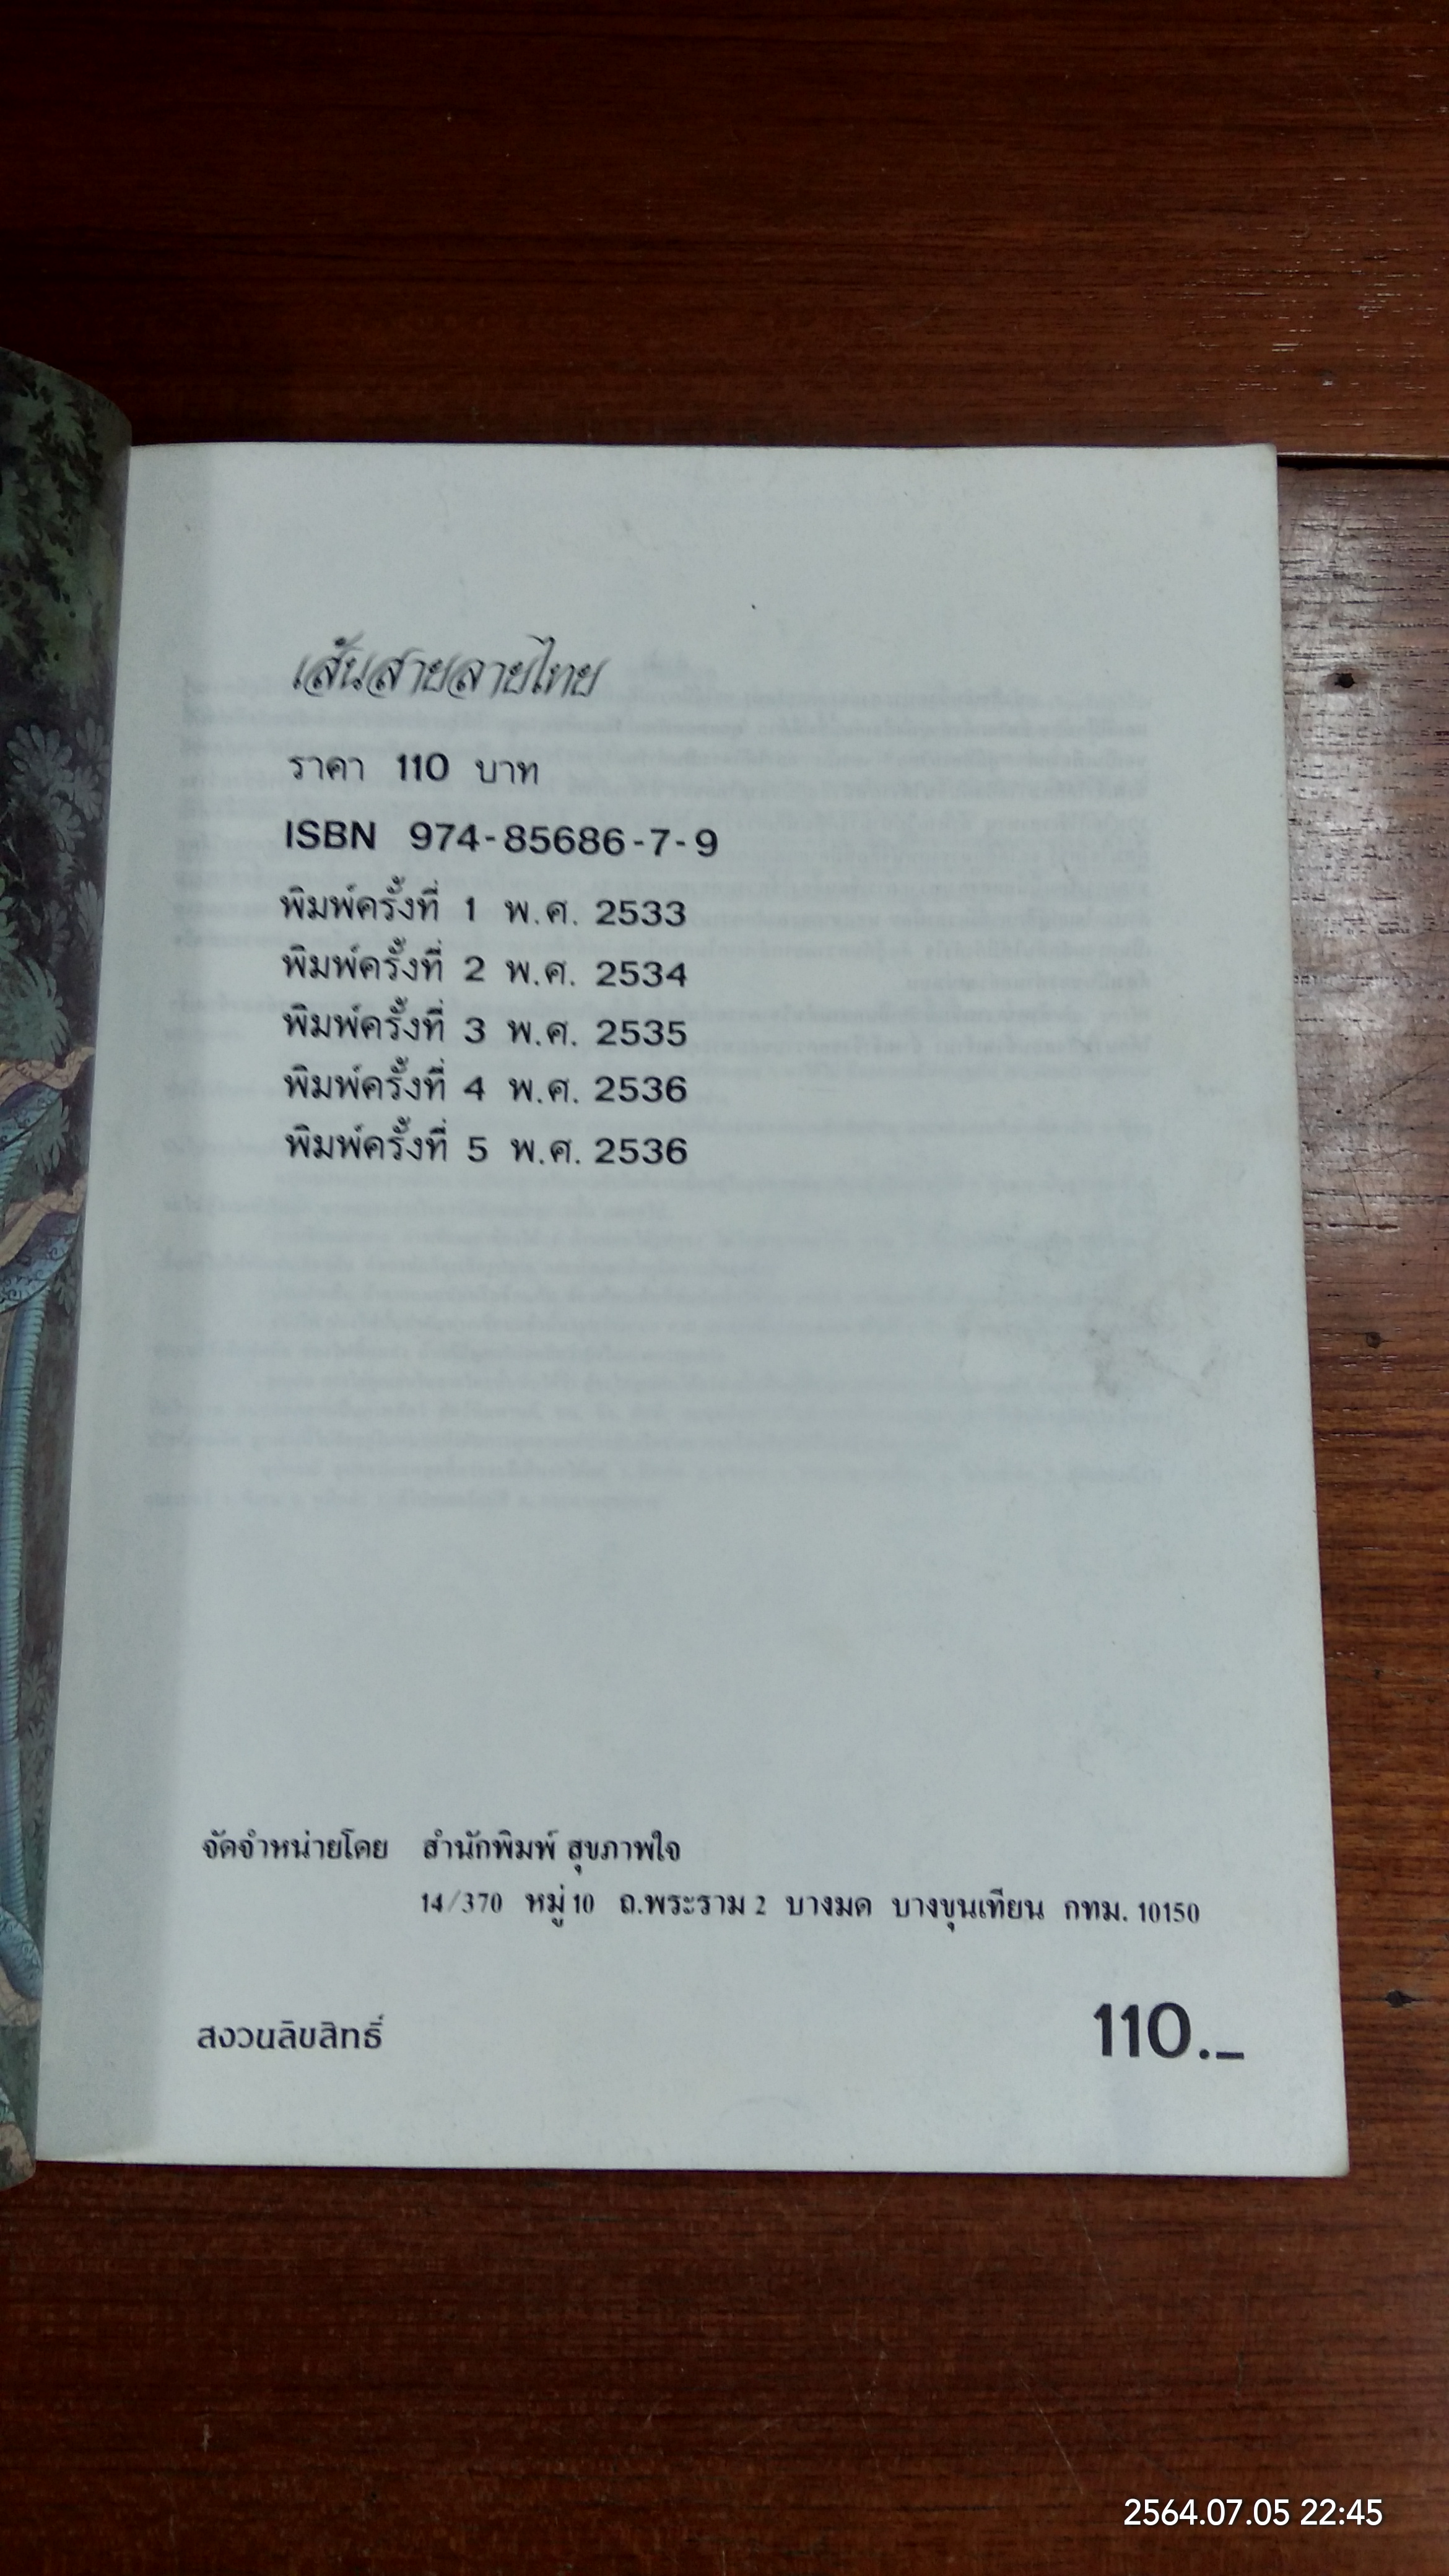 เส้นสายลายไทย
ราคา 110 บาท
ISBN 974-85686-7-9
พิมพ์ครั้งที่ 1 พ.ศ. 2533
พิมพ์ครั้งที่ 2 พ.ศ. 2534
พิมพ์ครั้งที่ 3 พ.ศ. 2535
พิมพ์ครั้งที่ 4 พ.ศ. 2536
พิมพ์ครั้งที่ 5 พ.ศ. 2536
จัดจำหน่ายโดย สำนักพิมพ์ สุขภาพใจ
14/370 หมู่ 10 ถ.พระราม 2 บางมด บางขุนเทียน กทม. 10150
สงวนลิขสิทธิ์
110.–
2564.07.05 22:45